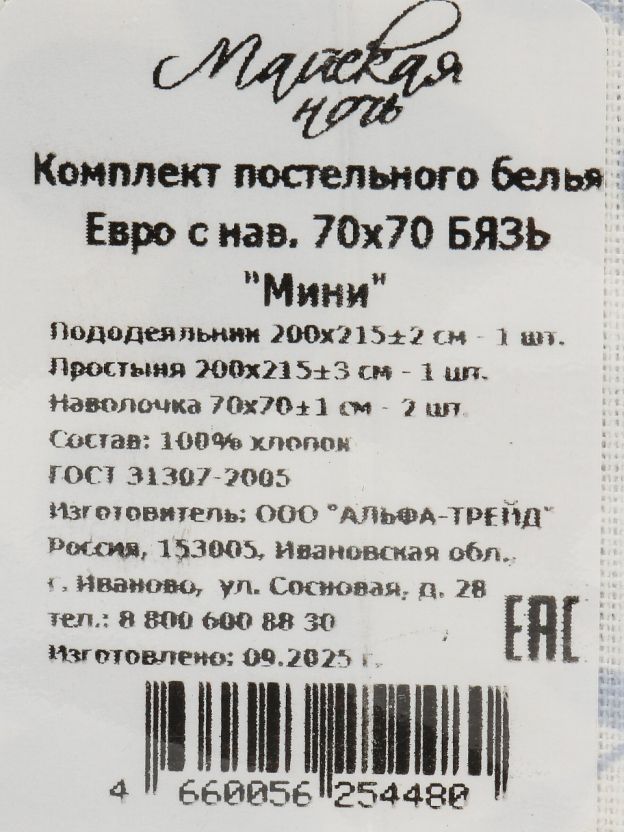 Майская
ночь
Комплект постельного белья
Евро с нав. 70х70 БЯЗЬ
"Мини"
Пододеяльник 200х215±2 см - 1 шт.
Простыня 200х215±3 см - 1 шт.
Наволочка 70х70±1 см - 2 шт.
Состав: 100% хлопок
ГОСТ 31307-2005
Изготовитель: ООО "АЛЬФА-ТРЕЙД"
Россия, 153005, Ивановская обл.,
г. Иваново, ул. Сосновая, д. 28
тел.: 8 800 600 88 30
Изготовлено: 09.2025 г.
EAC
4 660056 254480